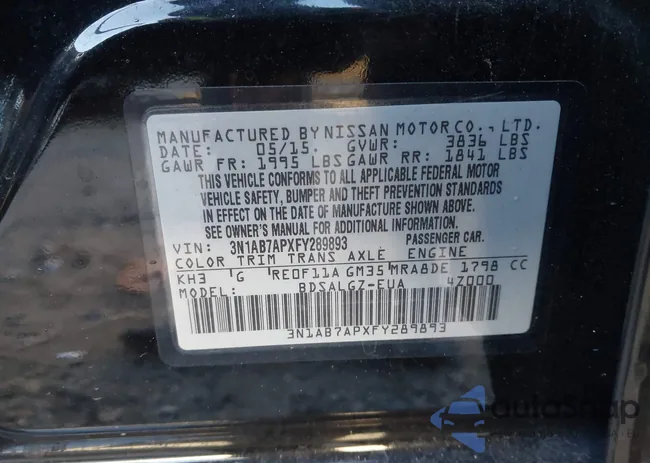 MANUFACTURED BY NISSAN MOTOR CO., LTD.
DATE: 05/15. GVWR: 3836 LBS
GAWR FR: 1995 LBS GAWR RR: 1841 LBS
THIS VEHICLE CONFORMS TO ALL APPLICABLE FEDERAL MOTOR
VEHICLE SAFETY, BUMPER AND THEFT PREVENTION STANDARDS
IN EFFECT ON THE DATE OF MANUFACTURE SHOWN ABOVE.
SEE OWNER'S MANUAL FOR ADDITIONAL INFORMATION.
VIN: 3N1AB7APXFY289893 PASSENGER CAR.
COLOR TRIM TRANS AXLE ENGINE
KH3 'G 'RE0F11A GM35 MRA8DE 1798 CC
MODEL: BDSALGZ-EUA 4Z000
3N1AB7APXFY289893
autoSnap